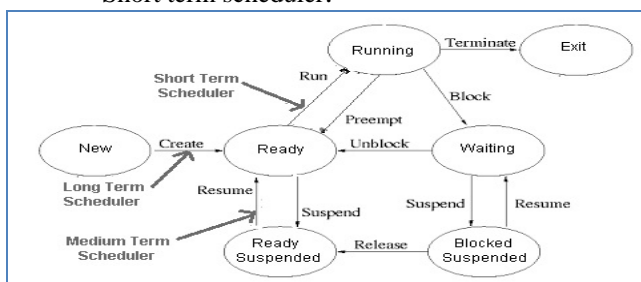 Short term scheduler.
Running
Terminate
Exit
Short Term
Scheduler
Run
Block
Preempt
New
Create
Ready
Unblock
Waiting
Long Term
Scheduler
Resume
Suspend
Suspend
Resume
Medium Term
Scheduler
Ready
Suspended
Release
Blocked
Suspended